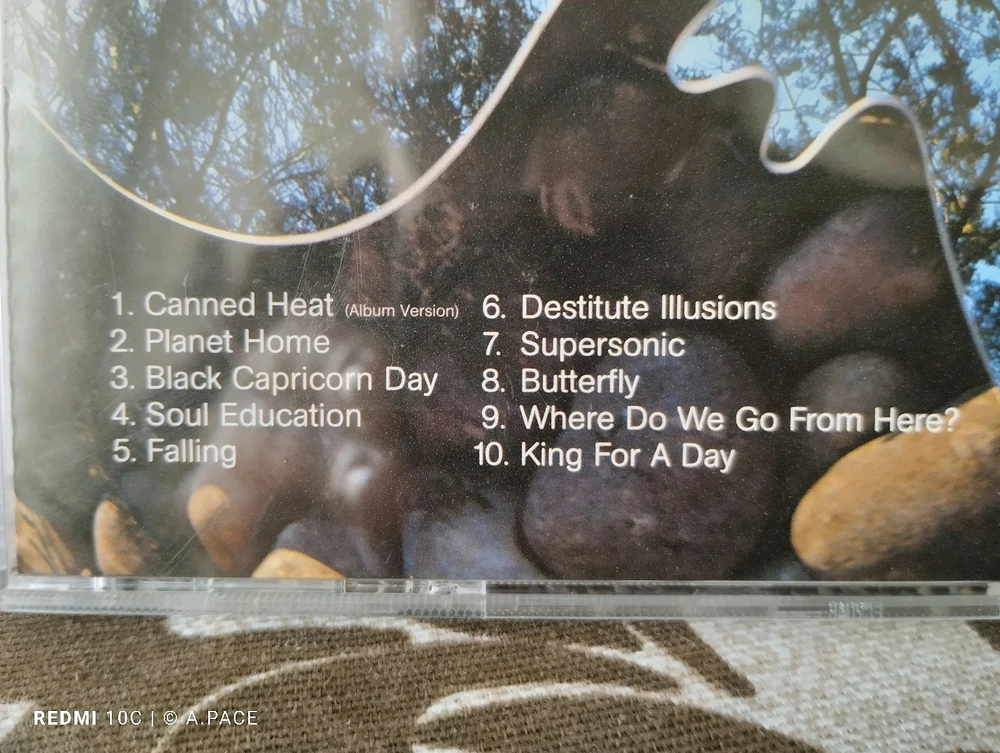 1. Canned Heat (Album Version)
2. Planet Home
3. Black Capricorn Day
4. Soul Education
5. Falling
6. Destitute Illusions
7. Supersonic
8. Butterfly
9. Where Do We Go From Here?
10. King For A Day
REDMI 10C | © A.PACE